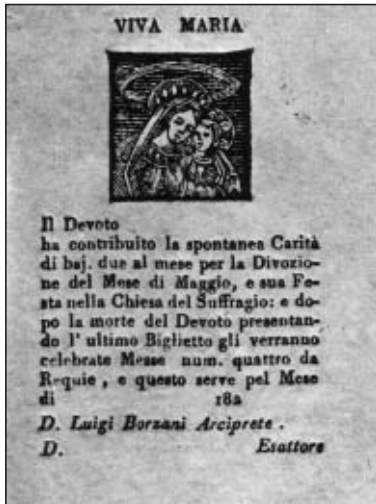 VIVA MARIA
Il Devoto
ha contribuito la spontanea Carità
di baj. due al mese per la Divozio-
ne del Mese di Maggio, e sua Fe-
sta nella Chiesa del Suffragio: e do-
po la morte del Devoto presentan-
do l' ultimo Biglietto gli verranno
celebrate Messe num. quattro da
Requie, e questo serve pel Mese
di 182
D. Luigi Borzani Arciprete.
D. Esattore